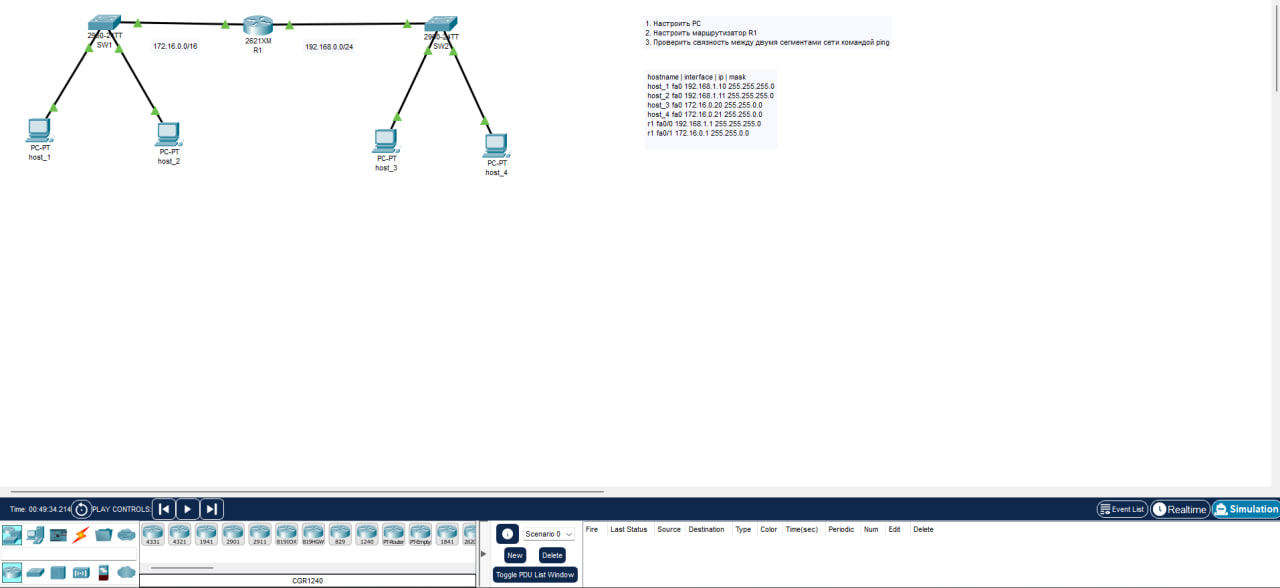 2950-24TT
SW1
172.16.0.0/16
2621XM
R1
192.168.0.0/24
SW2
PC-PT
host_1
PC-PT
host_2
PC-PT
host_3
PC-PT
host_4
1. Настроить PC
2. Настроить маршрутизатор R1
3. Проверить связность между двумя сегментами сети командой ping
hostname | interface | ip | mask
host_1 fa0 192.168.1.10 255.255.255.0
host_2 fa0 192.168.1.11 255.255.255.0
host_3 fa0 172.16.0.20 255.255.0.0
host_4 fa0 172.16.0.21 255.255.0.0
r1 fa0/0 192.168.1.1 255.255.255.0
r1 fa0/1 172.16.0.1 255.255.0.0
Time: 00:49:34.214 PLAY CONTROLS:
Event List Realtime Simulation
4331 4321 1941 2901 2911 819IOX 819HGW 829 1240 PT-Router PT-Empty 1841
CGR1240
Scenario 0
New Delete
Toggle PDU List Window
Fire Last Status Source Destination Type Color Time(sec) Periodic Num Edit Delete